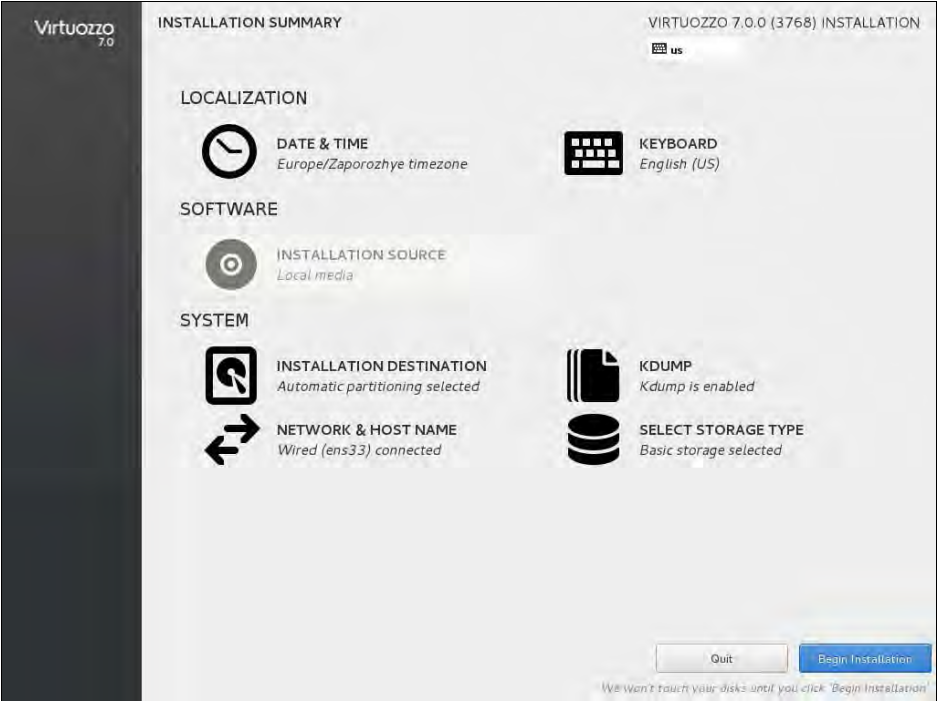 Virtuozzo
7.0
INSTALLATION SUMMARY
VIRTUOZZO 7.0.0 (3768) INSTALLATION
us
LOCALIZATION
DATE & TIME
Europe/Zaporozhye timezone
KEYBOARD
English (US)
SOFTWARE
INSTALLATION SOURCE
Local media
SYSTEM
INSTALLATION DESTINATION
Automatic partitioning selected
KDUMP
Kdump is enabled
NETWORK & HOST NAME
Wired (ens33) connected
SELECT STORAGE TYPE
Basic storage selected
Quit
Begin Installation
We won't touch your disks until you click 'Begin Installation'